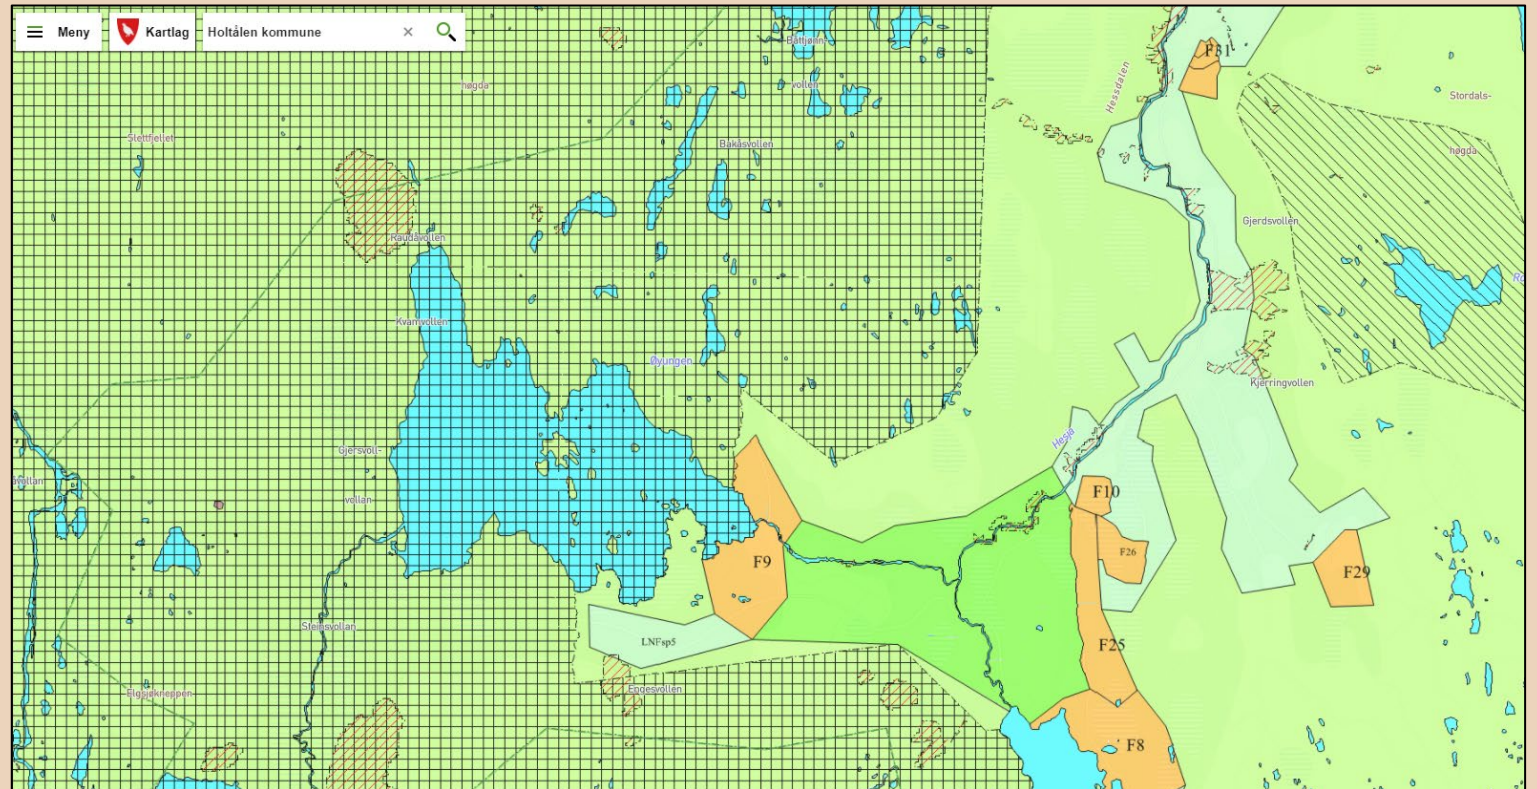 Meny
Kartlag
Holtålen kommune
Båttjønn
vollen
høgda
Slettfjellet
Bakåsvollen
Raudåvollen
Kvamvollen
Øyungen
Gjersvoll-
vollan
Steinsvollan
Elgsjøkreppen
Engesvollen
LNFsp5
F9
Hessdalen
F31
Stordals-
høgda
Gjerdsvollen
Kjerringvollen
Hesja
F10
F26
F29
F25
F8